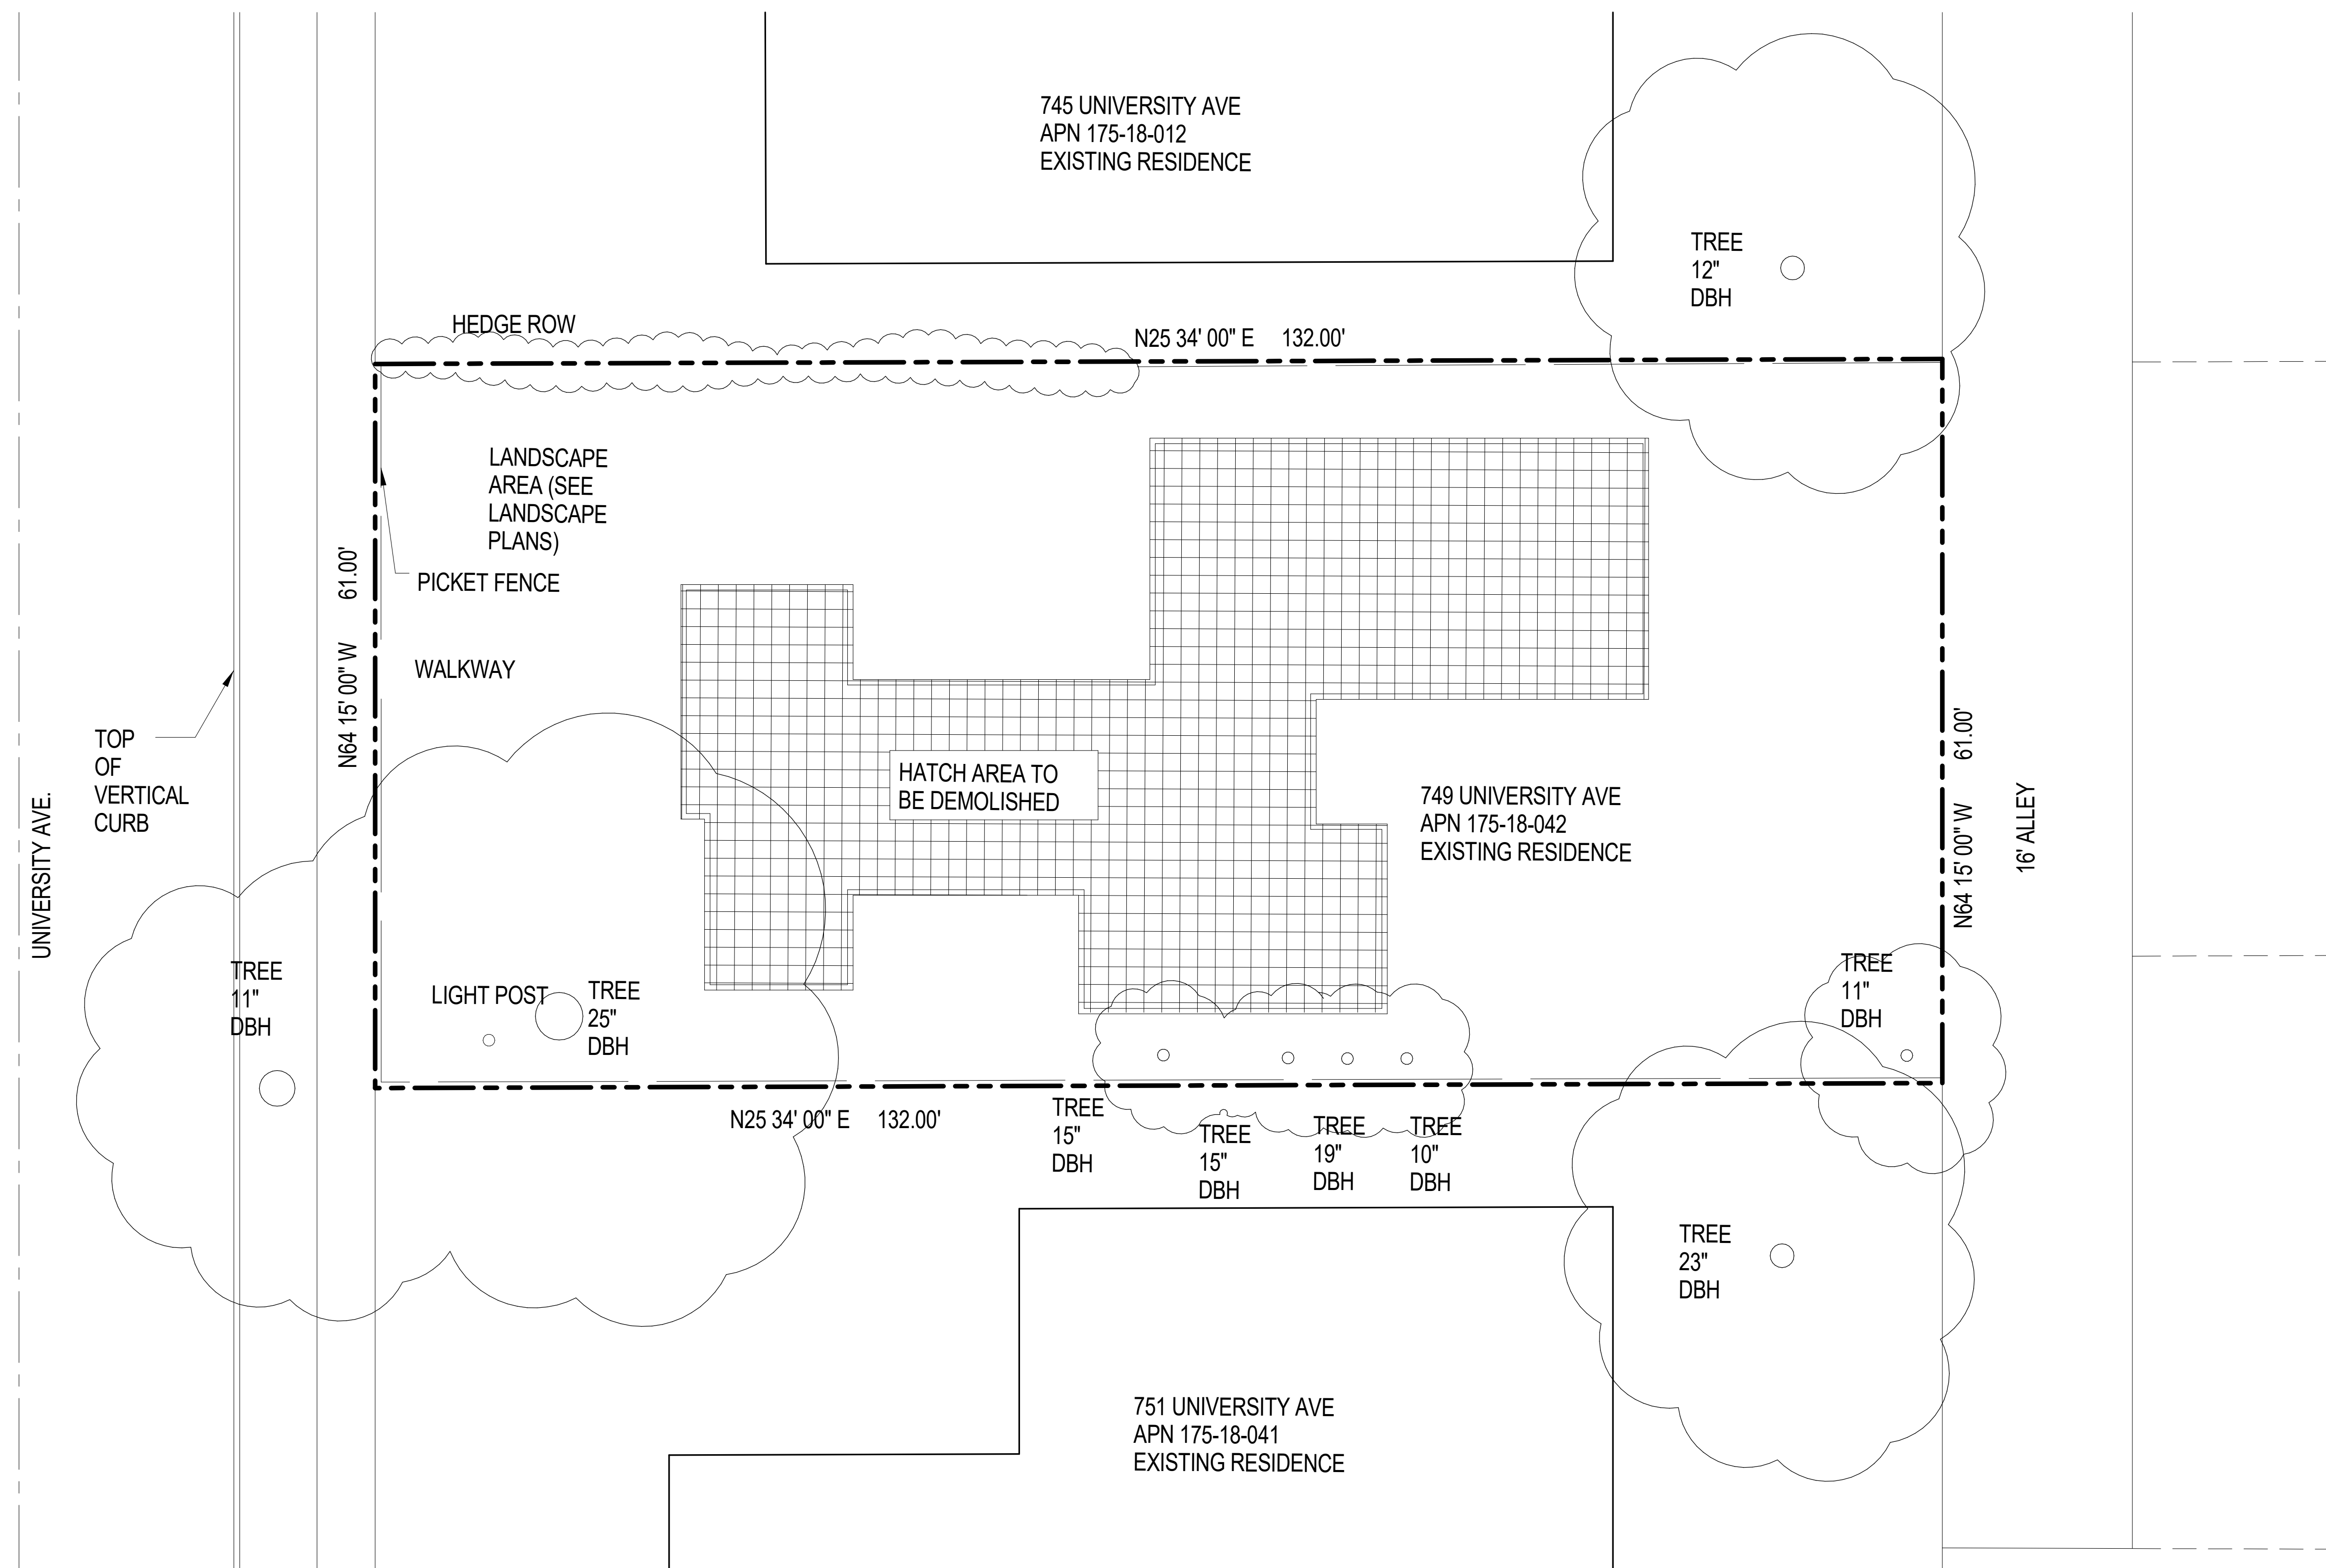 745 UNIVERSITY AVE
APN 175-18-012
EXISTING RESIDENCE
TREE
12"
DBH
HEDGE ROW
N25 34' 00" E 132.00'
LANDSCAPE
AREA (SEE
LANDSCAPE
PLANS)
PICKET FENCE
N64 15' 00" W 61.00'
WALKWAY
TOP
OF
VERTICAL
CURB
UNIVERSITY AVE.
HATCH AREA TO
BE DEMOLISHED
749 UNIVERSITY AVE
APN 175-18-042
EXISTING RESIDENCE
N64 15' 00" W 61.00'
16' ALLEY
TREE
11"
DBH
LIGHT POST
TREE
25"
DBH
TREE
11"
DBH
N25 34' 00" E 132.00'
TREE
15"
DBH
TREE
15"
DBH
TREE
19"
DBH
TREE
10"
DBH
TREE
23"
DBH
751 UNIVERSITY AVE
APN 175-18-041
EXISTING RESIDENCE